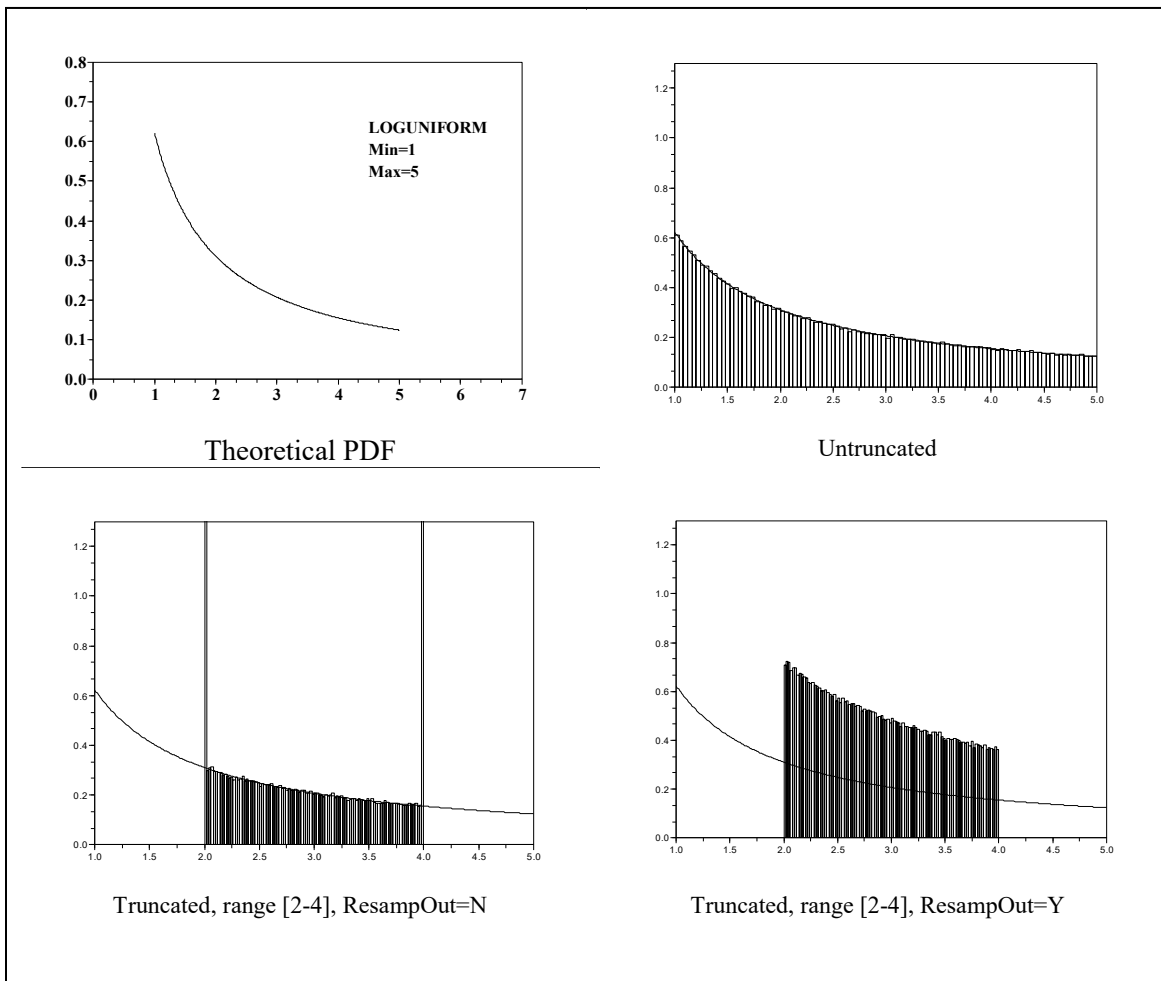 0.8
0.7
0.6
0.5
0.4
0.3
0.2
0.1
0.0
0 1 2 3 4 5 6 7
LOGUNIFORM
Min=1
Max=5
Theoretical PDF
1.2
1.0
0.8
0.6
0.4
0.2
0.0
1.0 1.5 2.0 2.5 3.0 3.5 4.0 4.5 5.0
Untruncated
1.2
1.0
0.8
0.6
0.4
0.2
0.0
1.0 1.5 2.0 2.5 3.0 3.5 4.0 4.5 5.0
Truncated, range [2-4], ResampOut=N
1.2
1.0
0.8
0.6
0.4
0.2
0.0
1.0 1.5 2.0 2.5 3.0 3.5 4.0 4.5 5.0
Truncated, range [2-4], ResampOut=Y